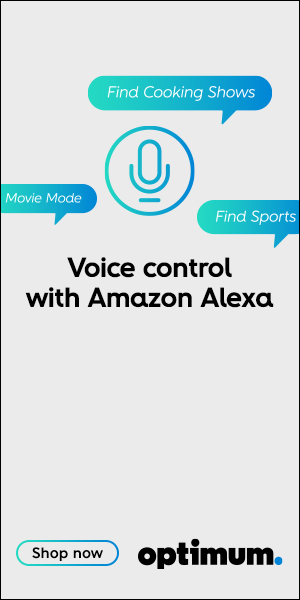 Find Cooking Shows
Movie Mode
Find Sports
Voice control
with Amazon Alexa
Shop now
optimum.